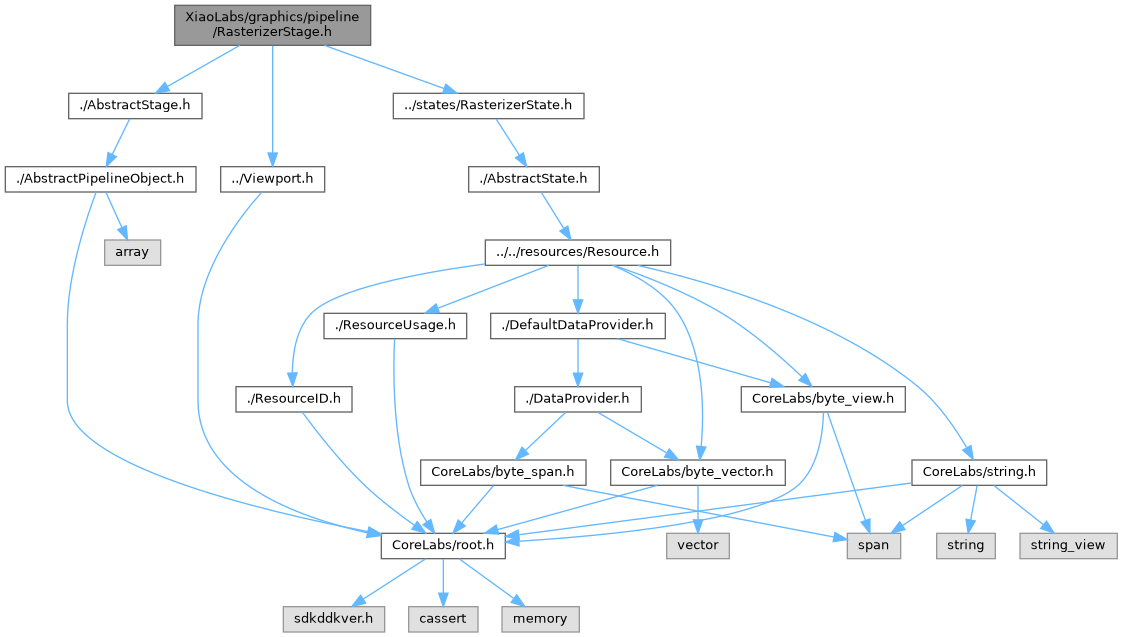 XiaoLabs/graphics/pipeline
/RasterizerStage.h
./AbstractStage.h
../states/RasterizerState.h
./AbstractPipelineObject.h
../Viewport.h
./AbstractState.h
array
../../resources/Resource.h
./ResourceUsage.h
./DefaultDataProvider.h
./ResourceID.h
./DataProvider.h
CoreLabs/byte_view.h
CoreLabs/byte_span.h
CoreLabs/byte_vector.h
CoreLabs/string.h
CoreLabs/root.h
vector
span
string
string_view
sdkddkver.h
cassert
memory